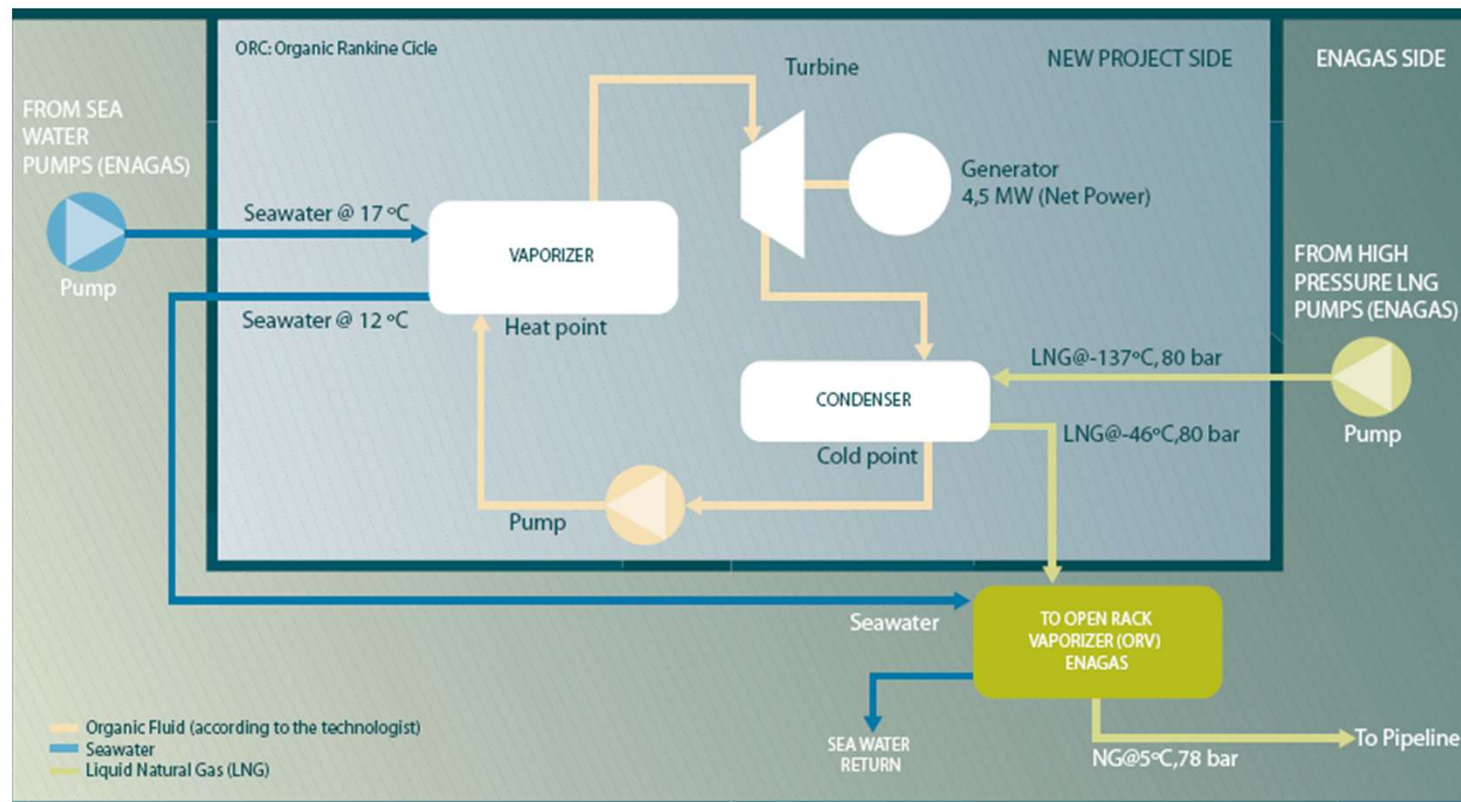 ORC: Organic Rankine Cicle
NEW PROJECT SIDE
ENAGAS SIDE
Turbine
FROM SEA
WATER
PUMPS (ENAGAS)
Generator
4,5 MW (Net Power)
Seawater @ 17 ºC
VAPORIZER
Pump
Seawater @ 12 ºC
Heat point
FROM HIGH
PRESSURE LNG
PUMPS (ENAGAS)
LNG@-137ºC, 80 bar
CONDENSER
LNG@-46ºC,80 bar
Pump
Cold point
Pump
Seawater
TO OPEN RACK
VAPORIZER (ORV)
ENAGAS
Organic Fluid (according to the technologist)
Seawater
Liquid Natural Gas (LNG)
SEA WATER
RETURN
NG@5ºC,78 bar
To Pipeline